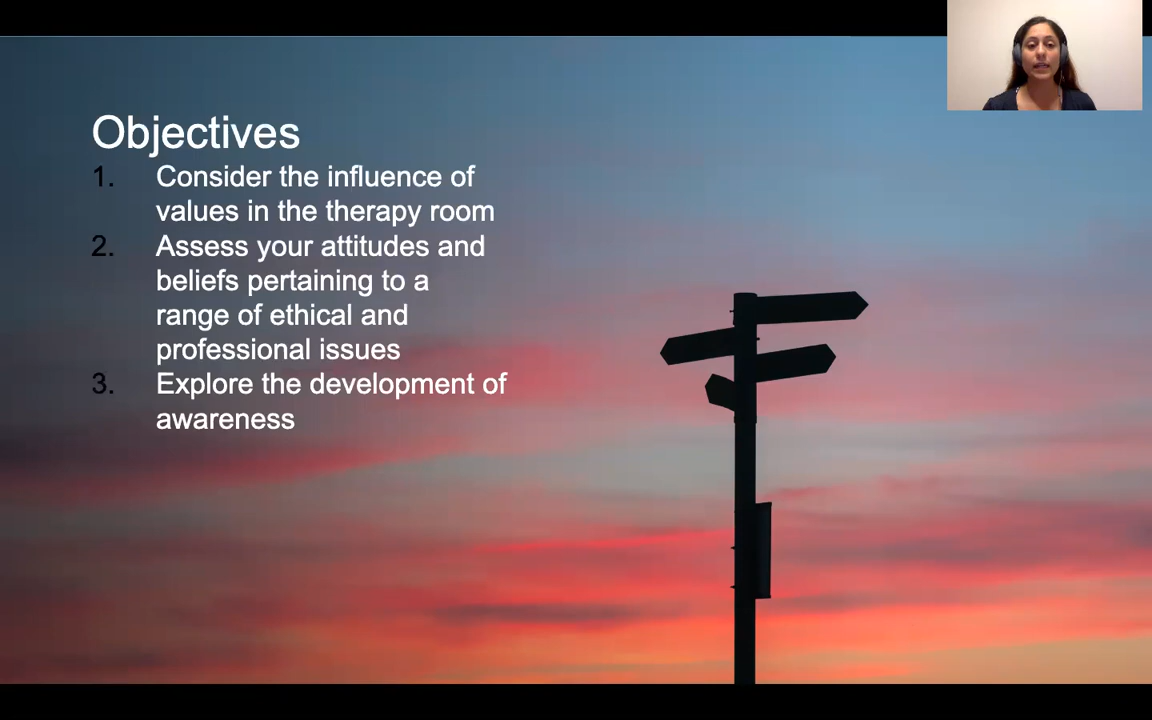 Objectives
1. Consider the influence of
values in the therapy room
2. Assess your attitudes and
beliefs pertaining to a
range of ethical and
professional issues
3. Explore the development of
awareness